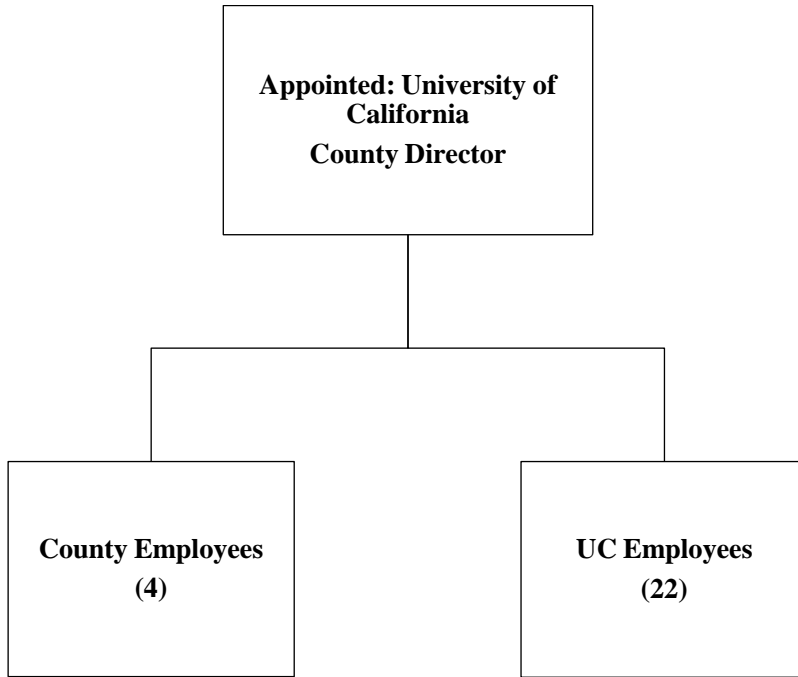 Appointed: University of
California
County Director
County Employees
(4)
UC Employees
(22)